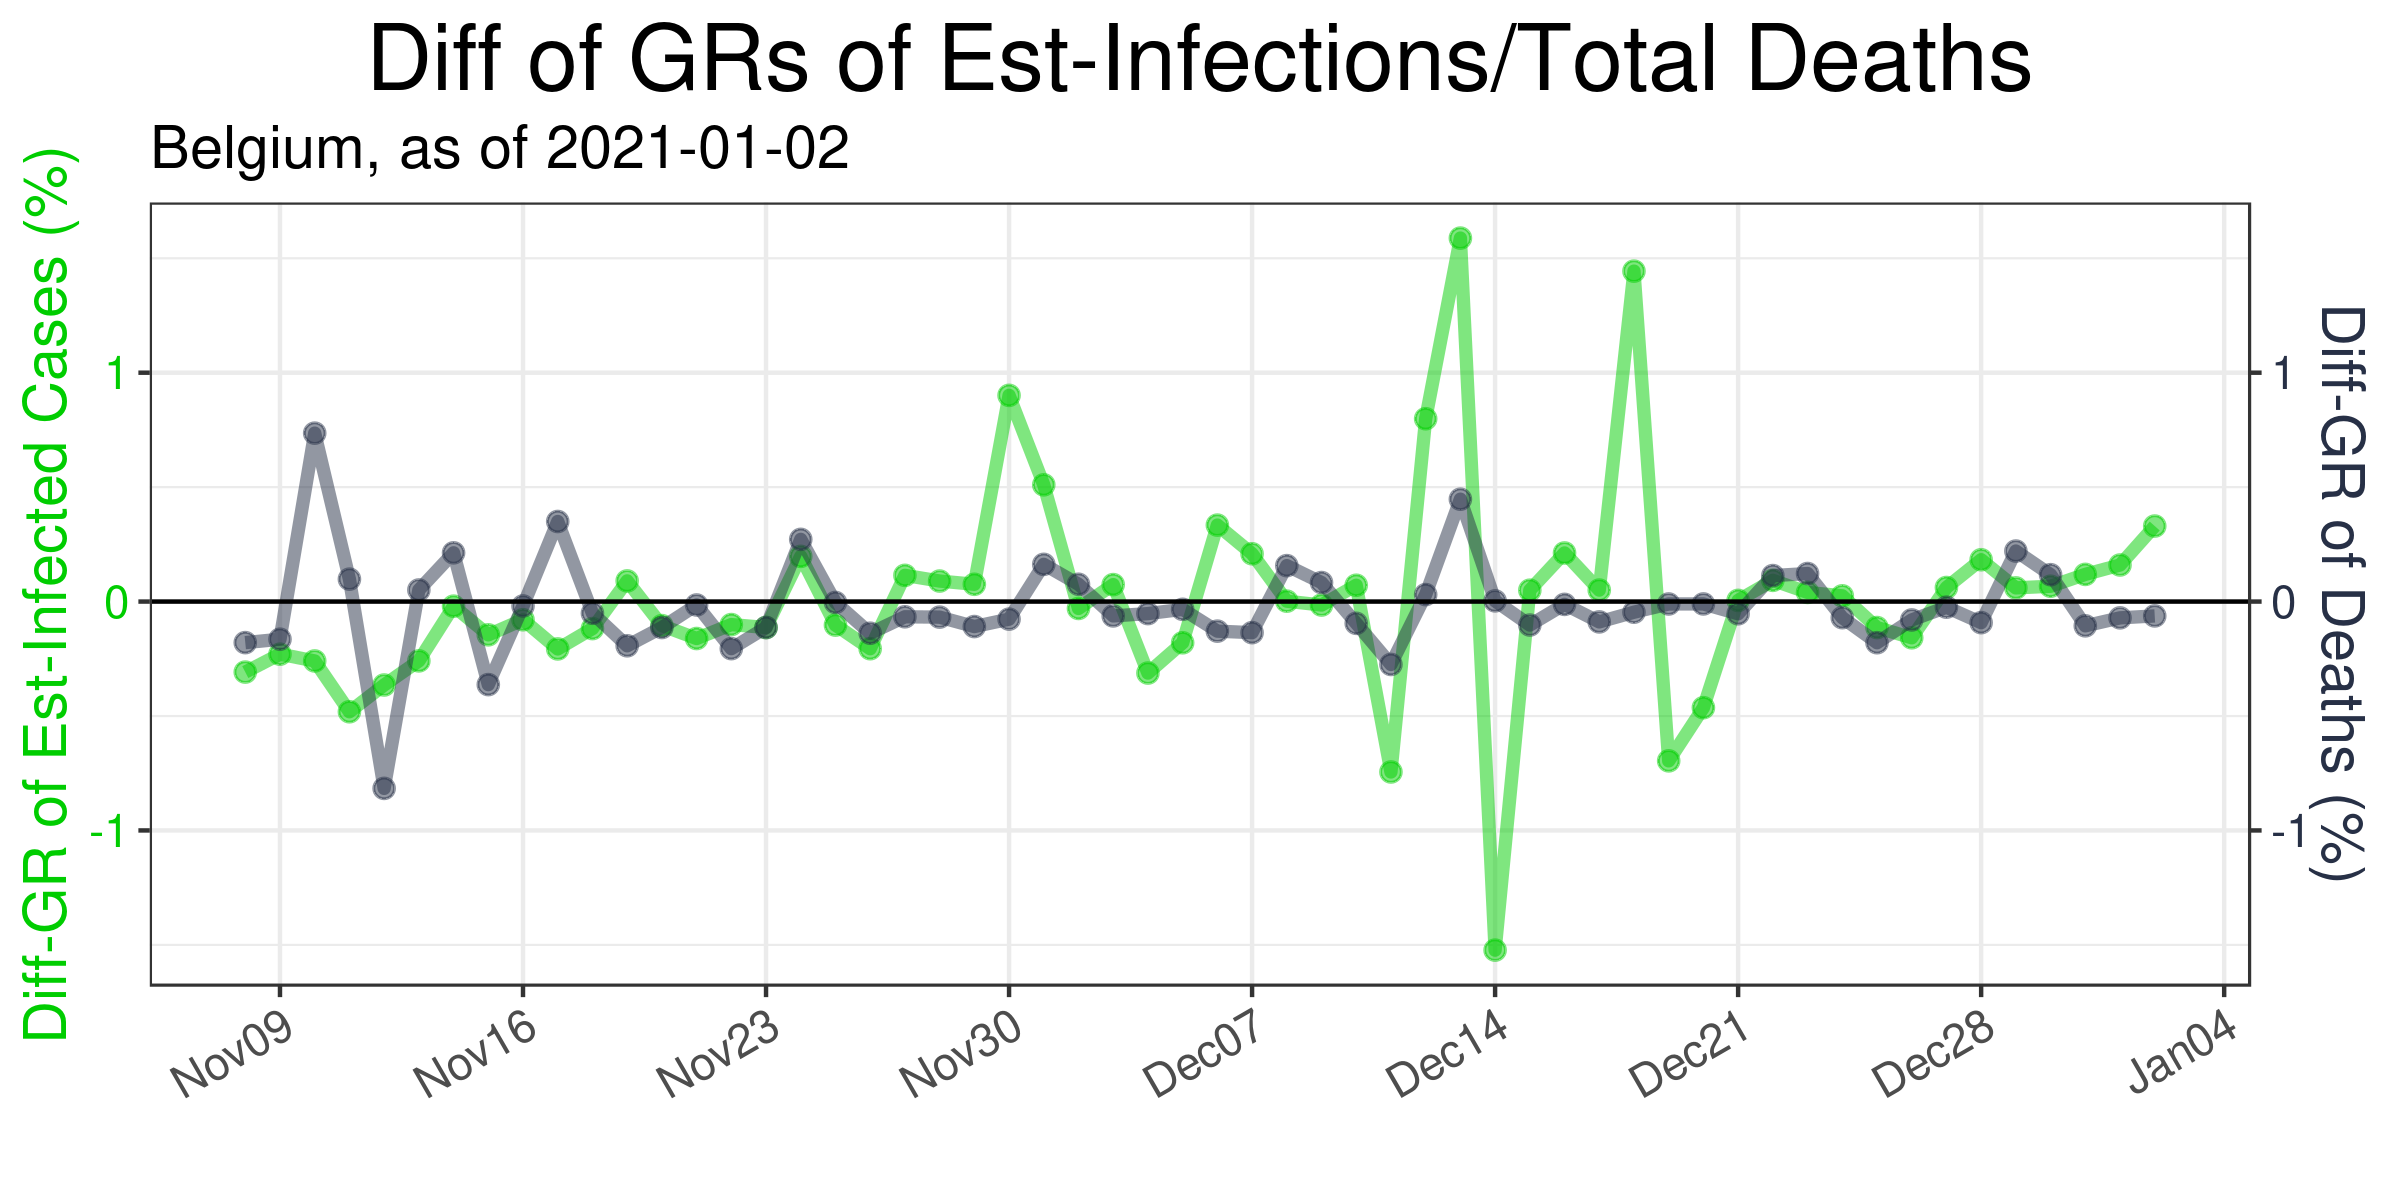 Diff of GRs of Est-Infections/Total Deaths
Belgium, as of 2021-01-02
Diff-GR of Est-Infected Cases (%)
1
0
-1
1
0
-1
Diff-GR of Deaths (%)
Nov09
Nov16
Nov23
Nov30
Dec07
Dec14
Dec21
Dec28
Jan04